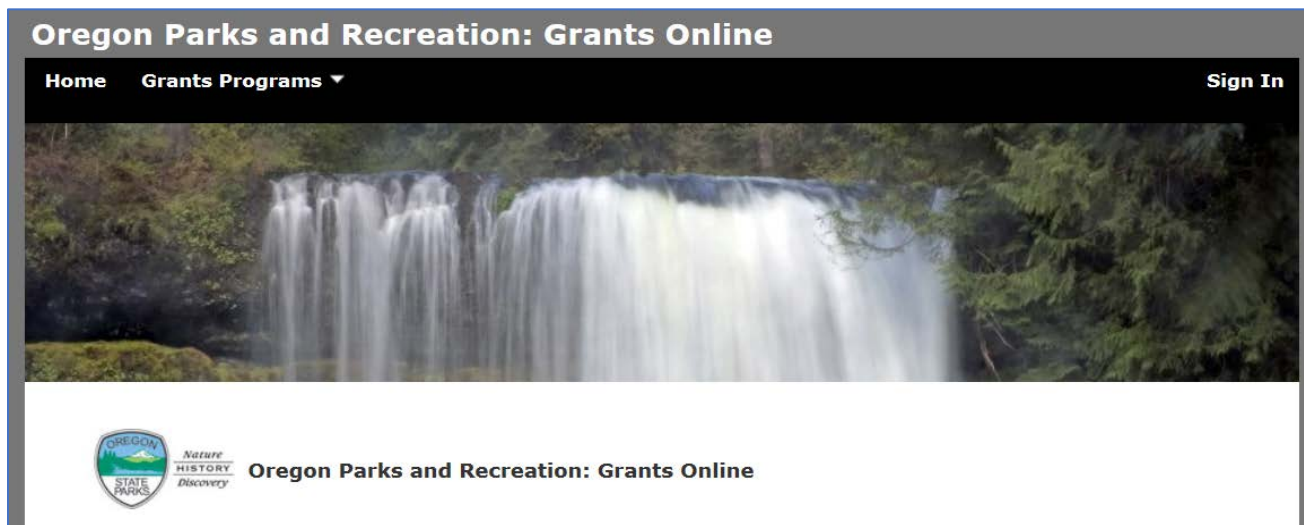 Oregon Parks and Recreation: Grants Online
Home Grants Programs Sign In
OREGON
STATE
PARKS
Nature
HISTORY
Discovery
Oregon Parks and Recreation: Grants Online